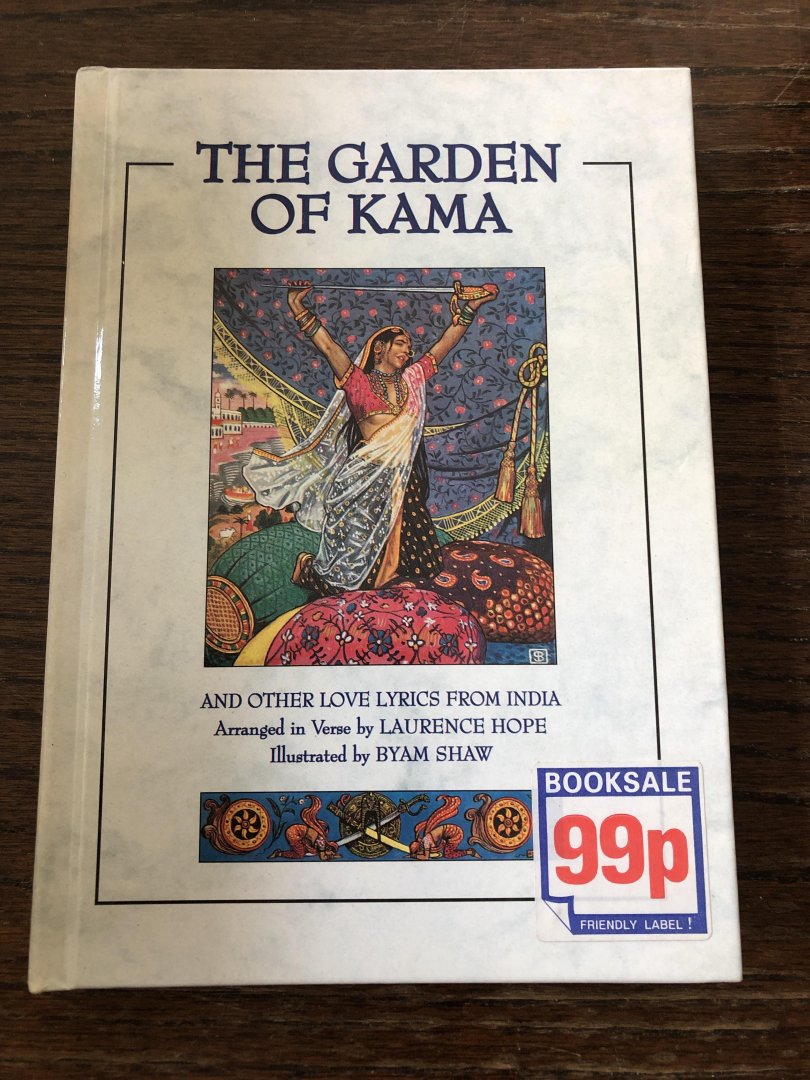 THE GARDEN
OF KAMA
AND OTHER LOVE LYRICS FROM INDIA
Arranged in Verse by LAURENCE HOPE
Illustrated by BYAM SHAW
BOOKSALE
99p
FRIENDLY LABEL !